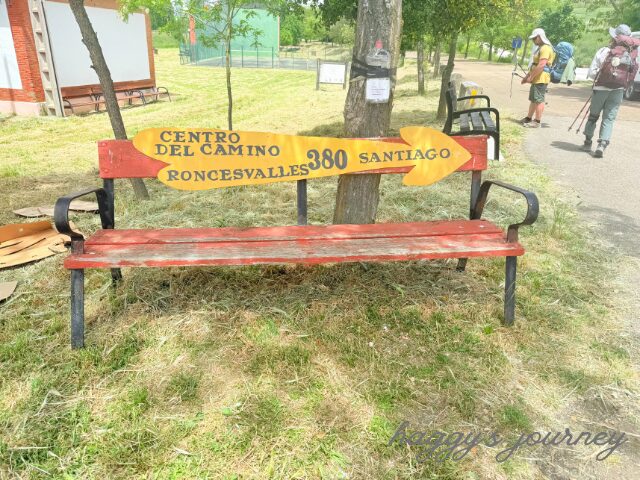 CENTRO
DEL CAMINO
RONCESVALLES 380 SANTIAGO
haggy's journey